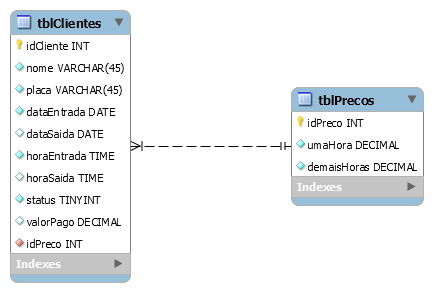 tblClientes
idCliente INT
nome VARCHAR(45)
placa VARCHAR(45)
dataEntrada DATE
dataSaida DATE
horaEntrada TIME
horaSaida TIME
status TINYINT
valorPago DECIMAL
idPreco INT
Indexes
tblPrecos
idPreco INT
umaHora DECIMAL
demaisHoras DECIMAL
Indexes